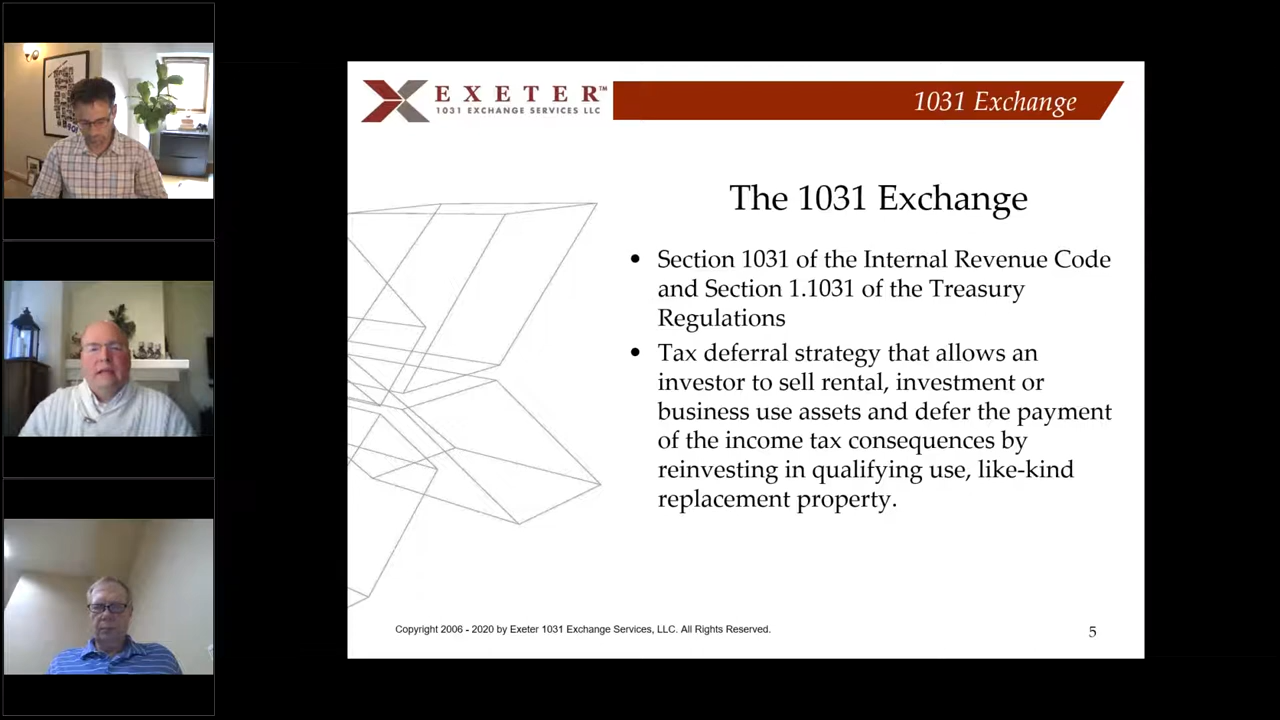 EXETER™
1031 EXCHANGE SERVICES LLC
1031 Exchange
The 1031 Exchange
• Section 1031 of the Internal Revenue Code
and Section 1.1031 of the Treasury
Regulations
• Tax deferral strategy that allows an
investor to sell rental, investment or
business use assets and defer the payment
of the income tax consequences by
reinvesting in qualifying use, like-kind
replacement property.
Copyright 2006 - 2020 by Exeter 1031 Exchange Services, LLC. All Rights Reserved.
5